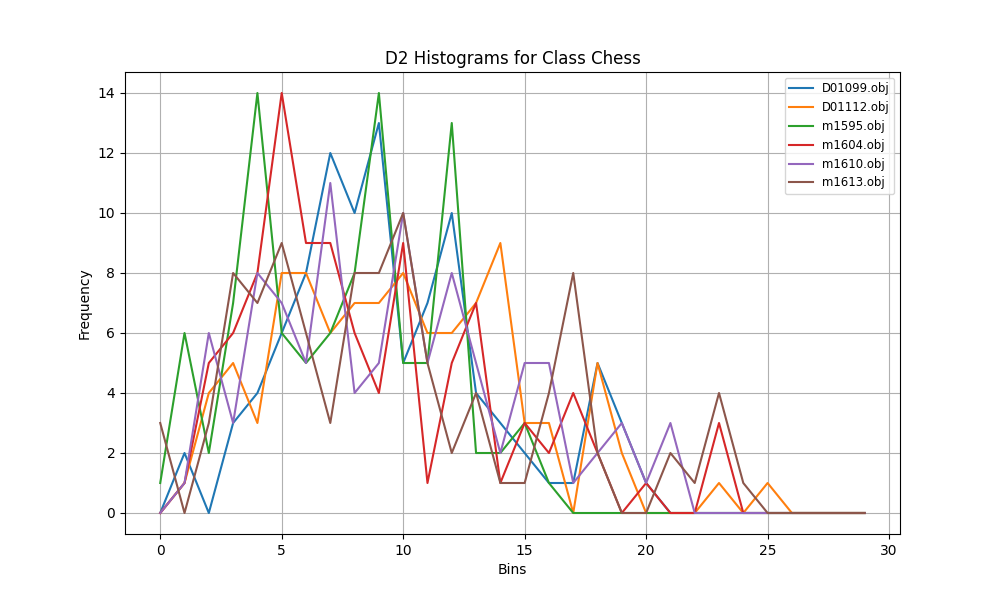 D2 Histograms for Class Chess
14
12
10
8
6
4
2
0
Frequency
0 5 10 15 20 25 30
Bins
D01099.obj
D01112.obj
m1595.obj
m1604.obj
m1610.obj
m1613.obj